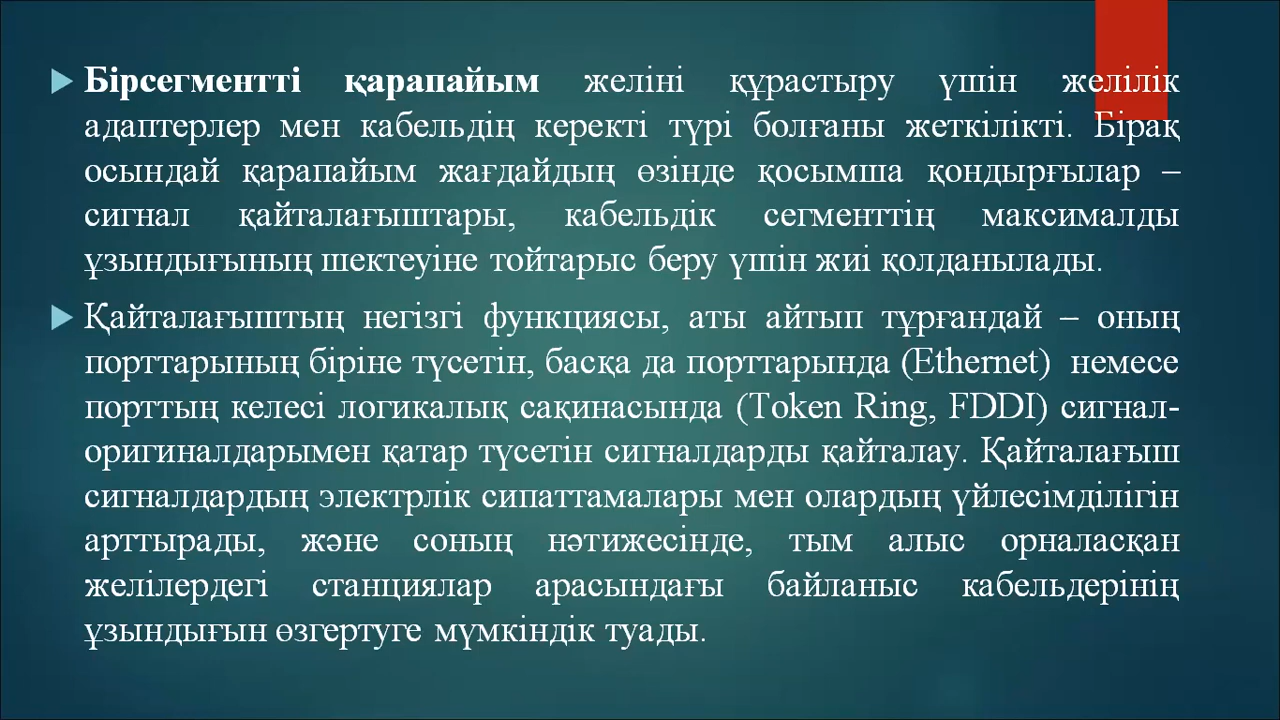 Бірсегментті қарапайым желіні құрастыру үшін желілік
адаптерлер мен кабельдің керекті түрі болғаны жеткілікті. Бірақ
осындай қарапайым жағдайдың өзінде қосымша қондырғылар –
сигнал қайталағыштары, кабельдік сегменттің максималды
ұзындығының шектеуіне тойтарыс беру үшін жиі қолданылады.
Қайталағыштың негізгі функциясы, аты айтып тұрғандай – оның
порттарының біріне түсетін, басқа да порттарында (Ethernet) немесе
порттың келесі логикалық сақинасында (Token Ring, FDDI) сигнал-
оригиналдарымен қатар түсетін сигналдарды қайталау. Қайталағыш
сигналдардың электрлік сипаттамалары мен олардың үйлесімділігін
арттырады, және соның нәтижесінде, тым алыс орналасқан
желілердегі станциялар арасындағы байланыс кабельдерінің
ұзындығын өзгертуге мүмкіндік туады.